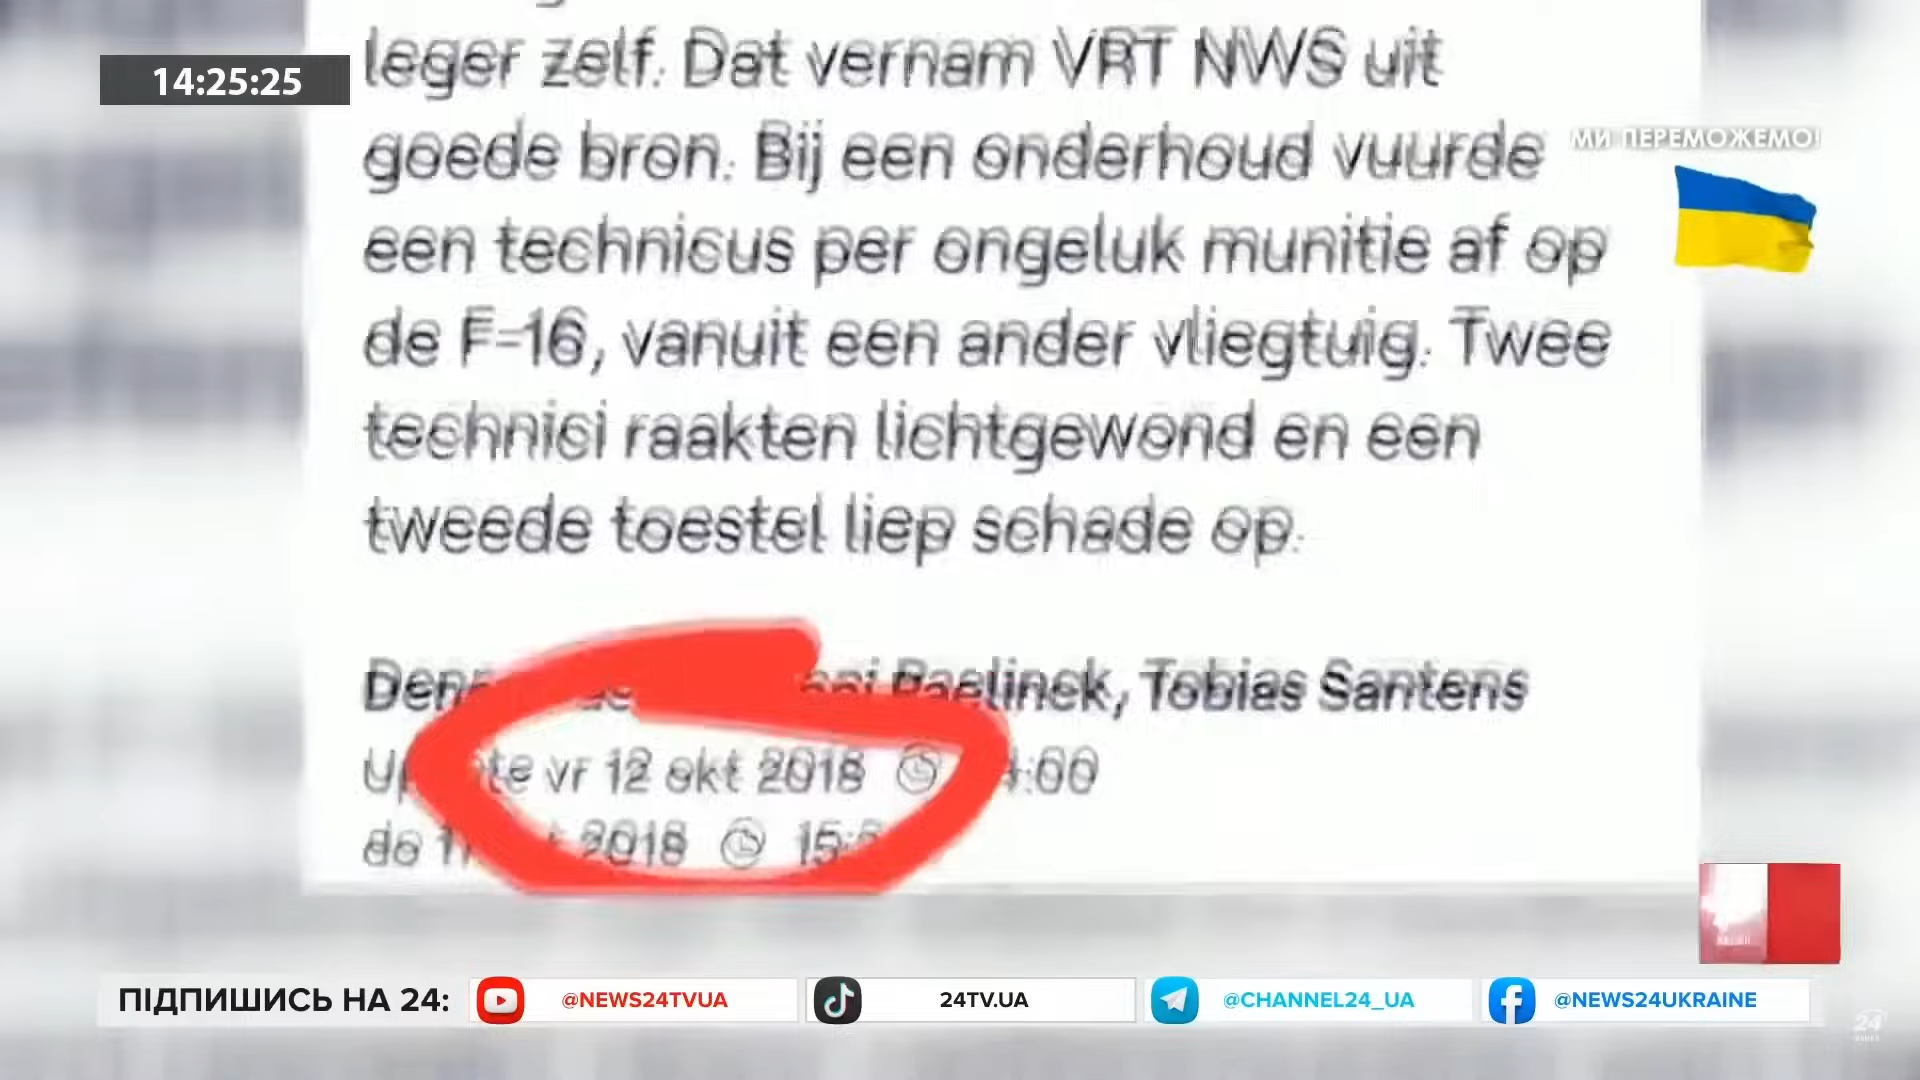 14:25:25
leger zelf. Dat vernam VRT NWS uit
goede bron. Bij een onderhoud vuurde
een technicus per ongeluk munitie af op
de F-16, vanuit een ander vliegtuig. Twee
technici raakten lichtgewond en een
tweede toestel liep schade op.
Paelinck, Tobias Santens
vr 12 okt 2018
do 2018
МИ ПЕРЕМОЖЕМО!
ПІДПИШИСЬ НА 24:
@NEWS24TVUA
24TV.UA
@CHANNEL24_UA
@NEWS24UKRAINE
24